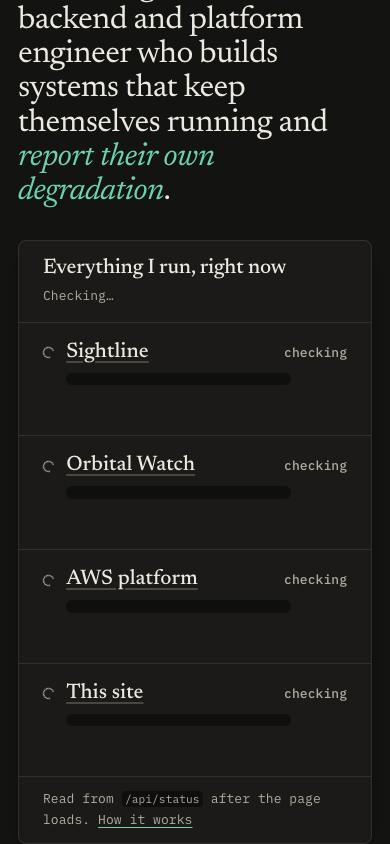 backend and platform
engineer who builds
systems that keep
themselves running and
report their own
degradation.
Everything I run, right now
Checking…
Sightline checking
Orbital Watch checking
AWS platform checking
This site checking
Read from /api/status after the page
loads. How it works